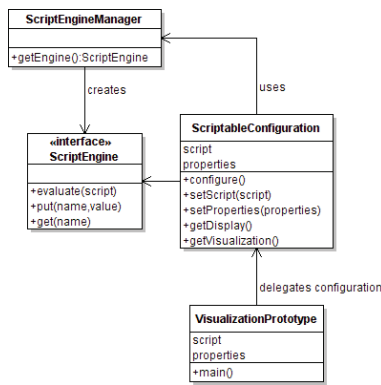 ScriptEngineManager
+getEngine():ScriptEngine
creates
uses
«interface»
ScriptEngine
+evaluate(script)
+put(name,value)
+get(name)
ScriptableConfiguration
script
properties
+configure()
+setScript(script)
+setProperties(properties)
+getDisplay()
+getVisualization()
delegates configuration
VisualizationPrototype
script
properties
+main()